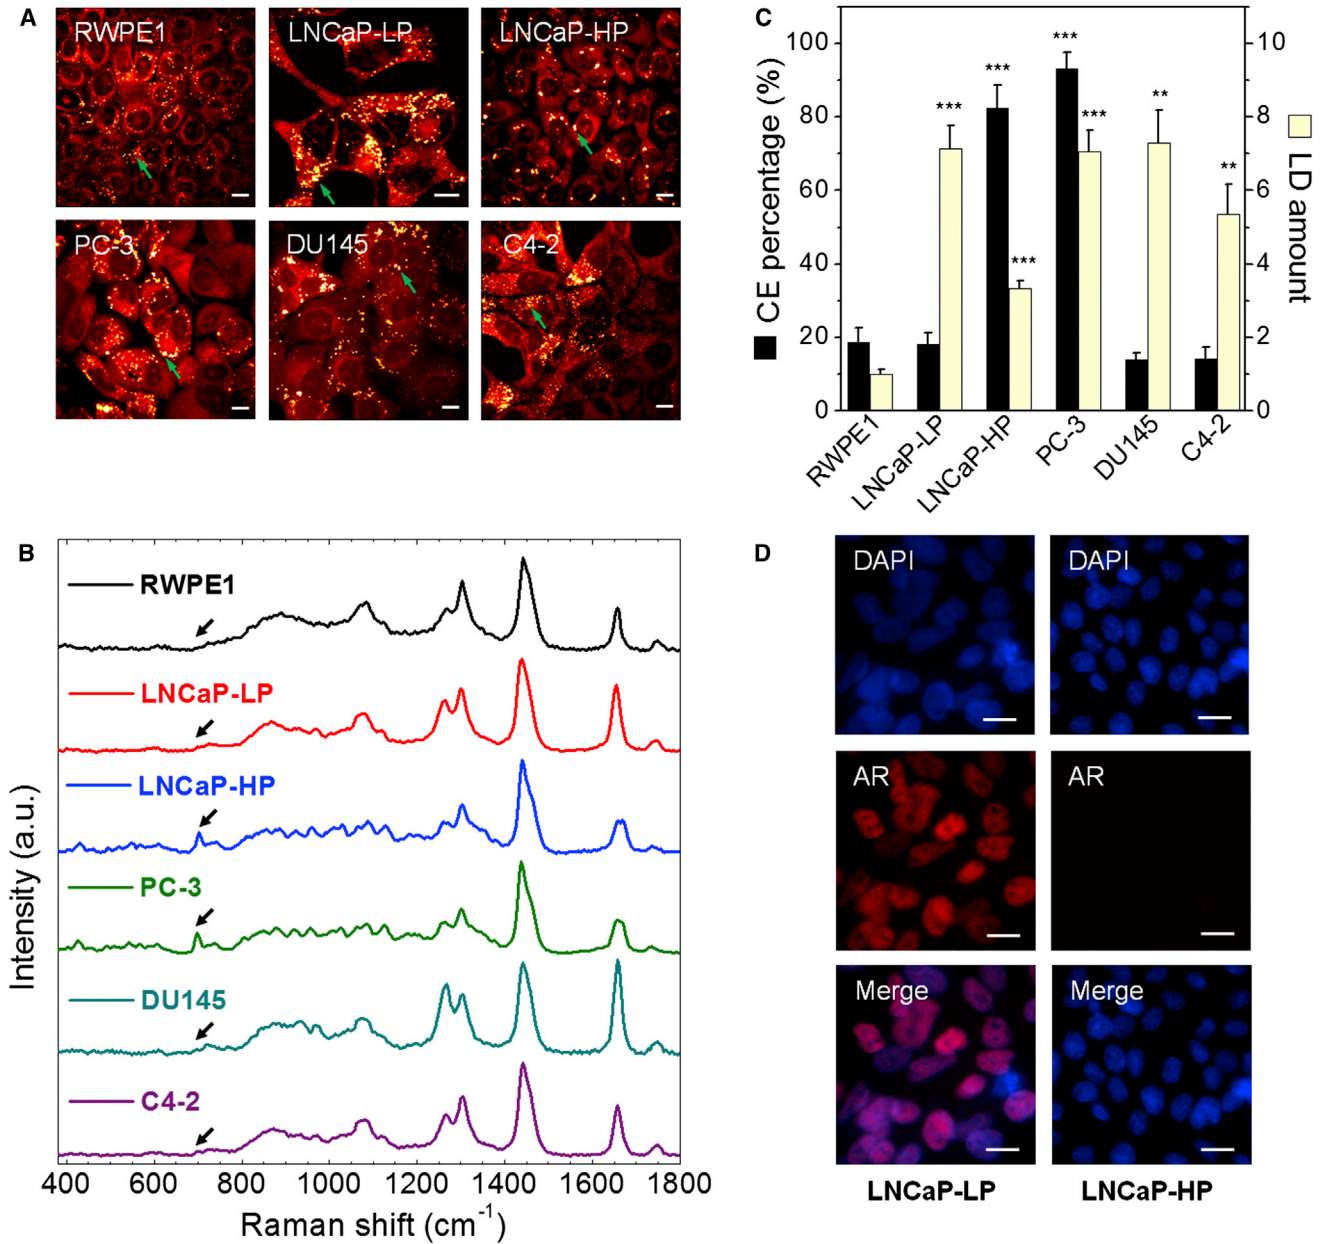 A
RWPE1
LNCaP-LP
LNCaP-HP
PC-3
DU145
C4-2
B
RWPE1
LNCaP-LP
LNCaP-HP
PC-3
DU145
C4-2
Intensity (a.u.)
400 600 800 1000 1200 1400 1600 1800
Raman shift (cm⁻¹)
C
CE percentage (%)
100
80
60
40
20
0
***
***
***
***
***
**
**
10
8
6
4
2
0
LD amount
RWPE1
LNCaP-LP
LNCaP-HP
PC-3
DU145
C4-2
D
DAPI
DAPI
AR
AR
Merge
Merge
LNCaP-LP
LNCaP-HP